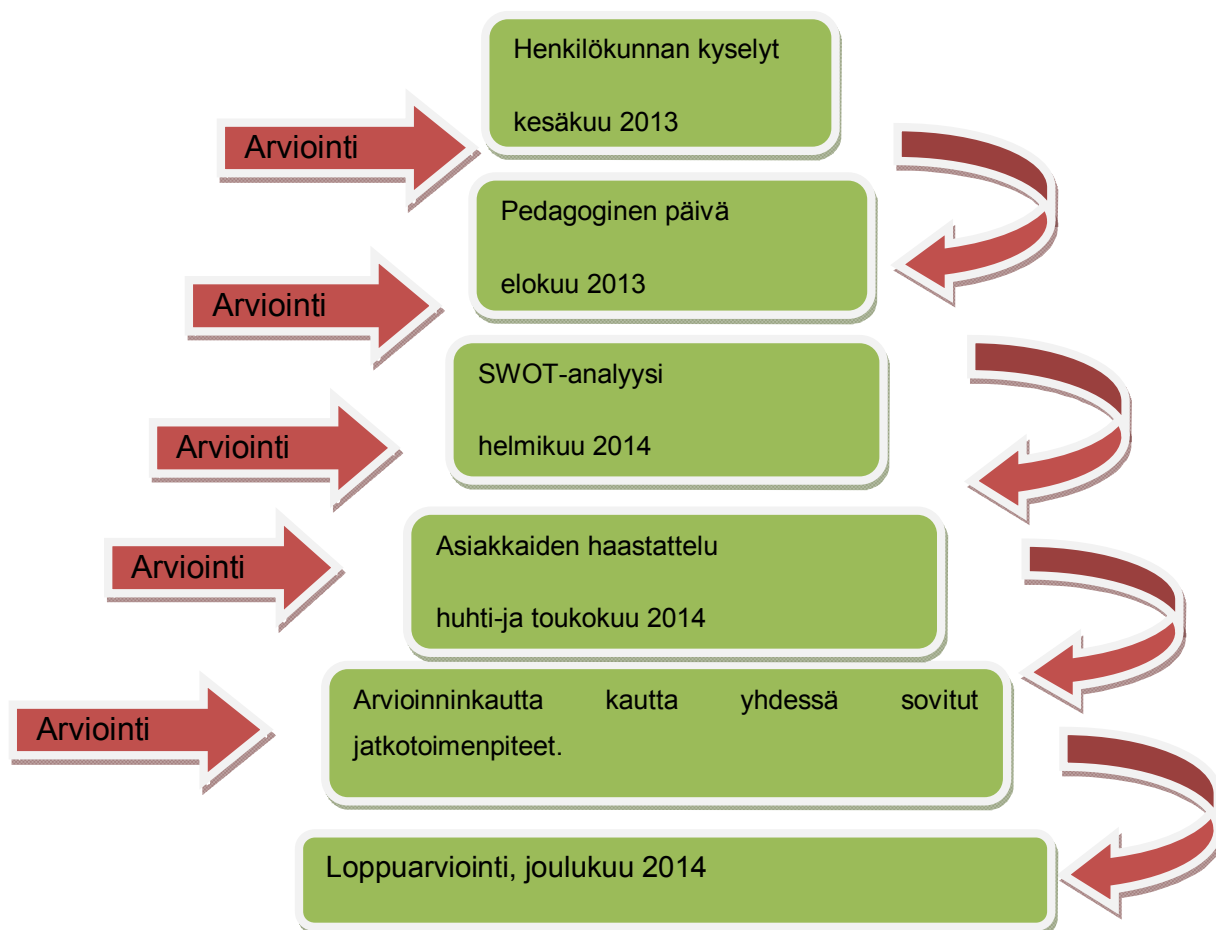 Henkilökunnan kyselyt
kesäkuu 2013
Arviointi
Pedagoginen päivä
elokuu 2013
Arviointi
SWOT-analyysi
helmikuu 2014
Arviointi
Asiakkaiden haastattelu
huhti-ja toukokuu 2014
Arviointi
Arvioinninkautta kautta yhdessä sovitut
jatkotoimenpiteet.
Arviointi
Loppuarviointi, joulukuu 2014